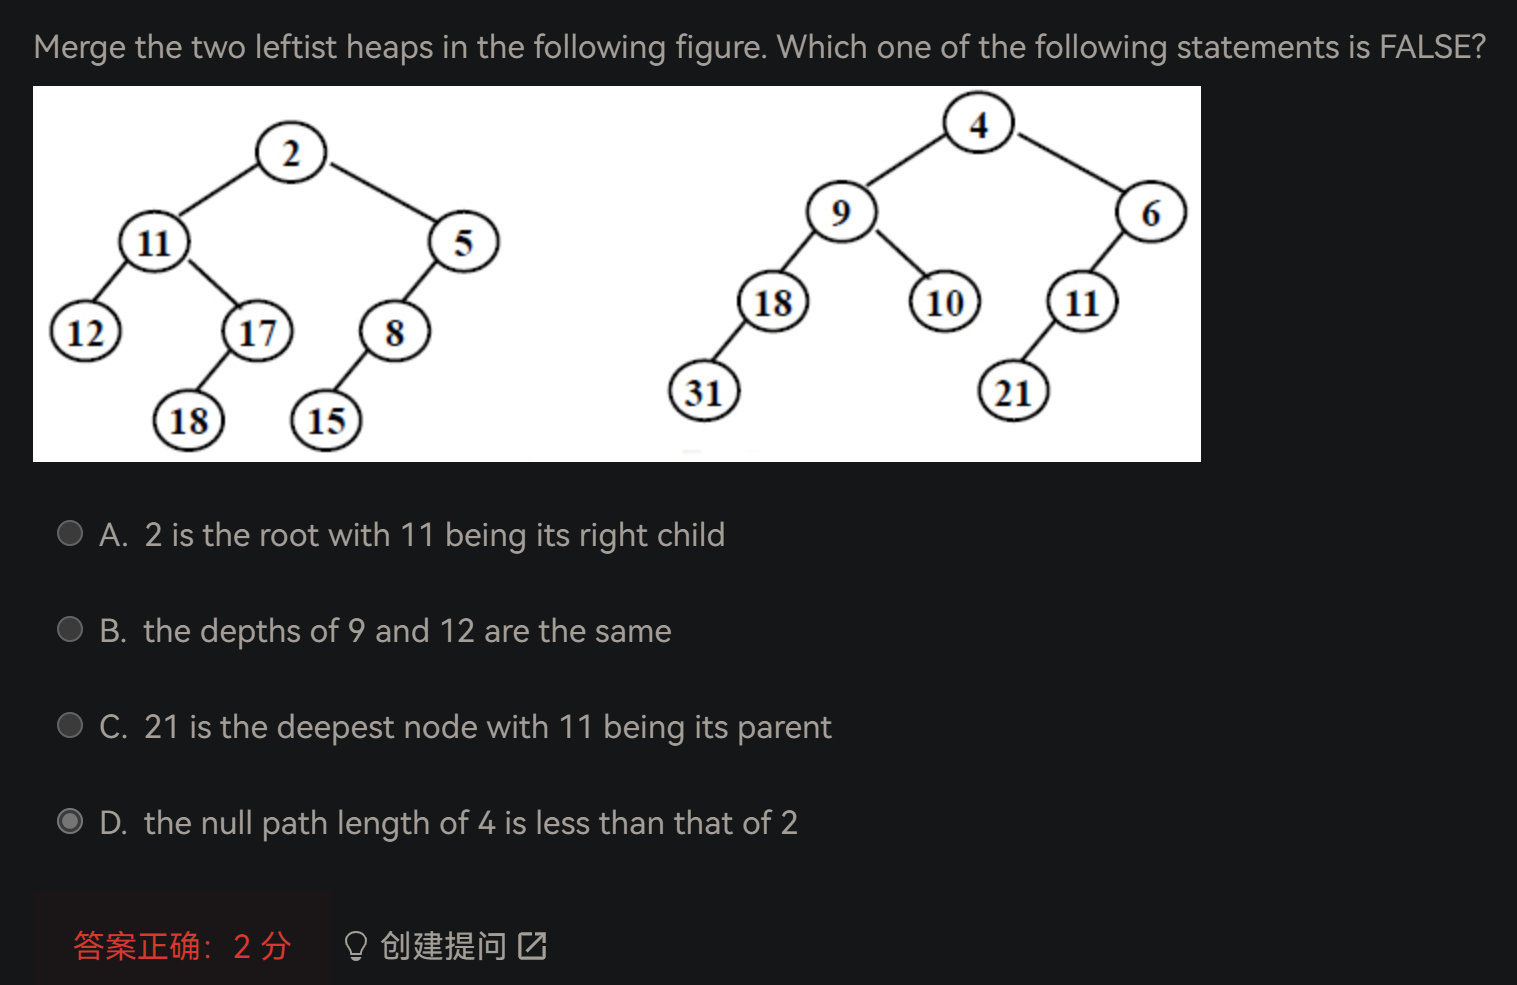 Merge the two leftist heaps in the following figure. Which one of the following statements is FALSE?
2
4
11
5
9
6
12
17
8
18
10
11
18
15
31
21
A. 2 is the root with 11 being its right child
B. the depths of 9 and 12 are the same
C. 21 is the deepest node with 11 being its parent
D. the null path length of 4 is less than that of 2
答案正确：2 分
创建提问